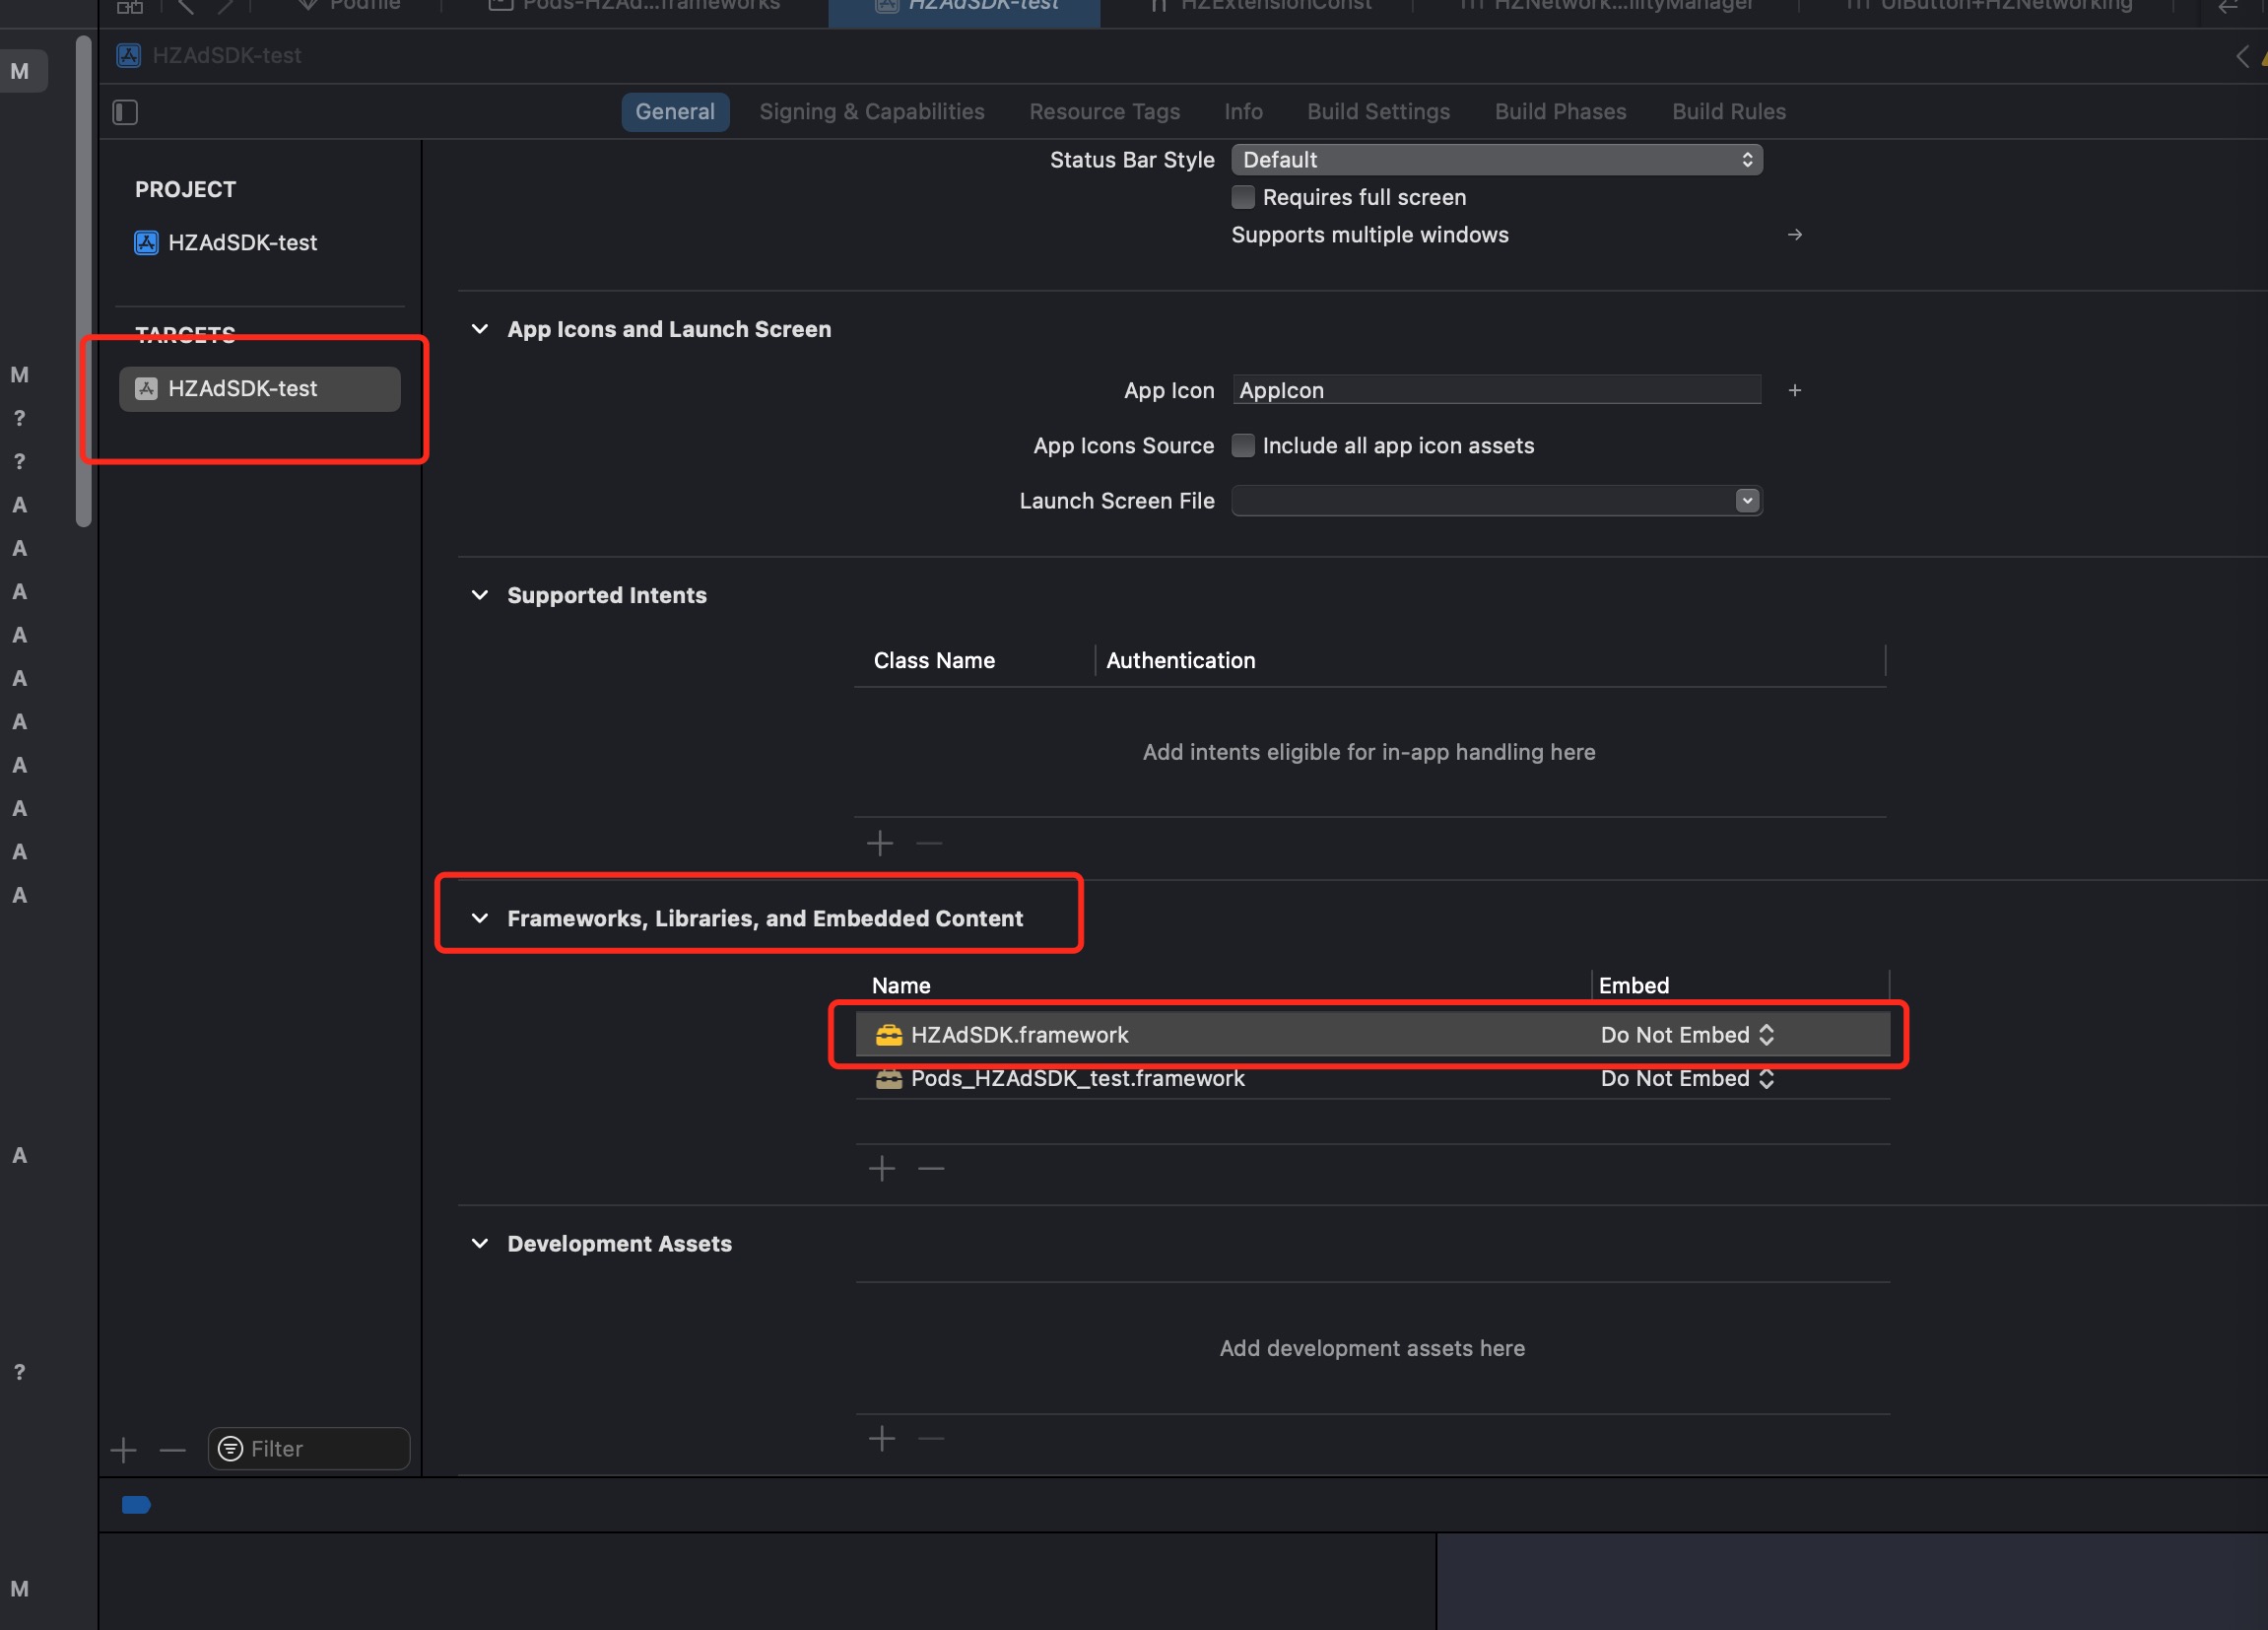 Podfile
Pods-HZAd...frameworks
HZAdSDK-test
HZExtensionConst
HZNetwork...ilityManager
UIButton+HZNetworking
HZAdSDK-test
General
Signing & Capabilities
Resource Tags
Info
Build Settings
Build Phases
Build Rules
PROJECT
HZAdSDK-test
TARGETS
HZAdSDK-test
Filter
Status Bar Style
Default
Requires full screen
Supports multiple windows
App Icons and Launch Screen
App Icon
AppIcon
App Icons Source
Include all app icon assets
Launch Screen File
Supported Intents
Class Name
Authentication
Add intents eligible for in-app handling here
Frameworks, Libraries, and Embedded Content
Name
Embed
HZAdSDK.framework
Do Not Embed
Pods_HZAdSDK_test.framework
Do Not Embed
Development Assets
Add development assets here
M
M
?
?
A
A
A
A
A
A
A
A
A
A
A
?
M